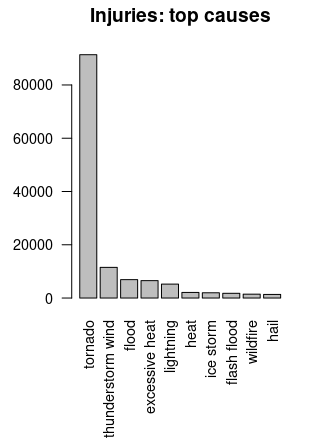 Injuries: top causes
80000
60000
40000
20000
0
tornado
thunderstorm wind
flood
excessive heat
lightning
heat
ice storm
flash flood
wildfire
hail